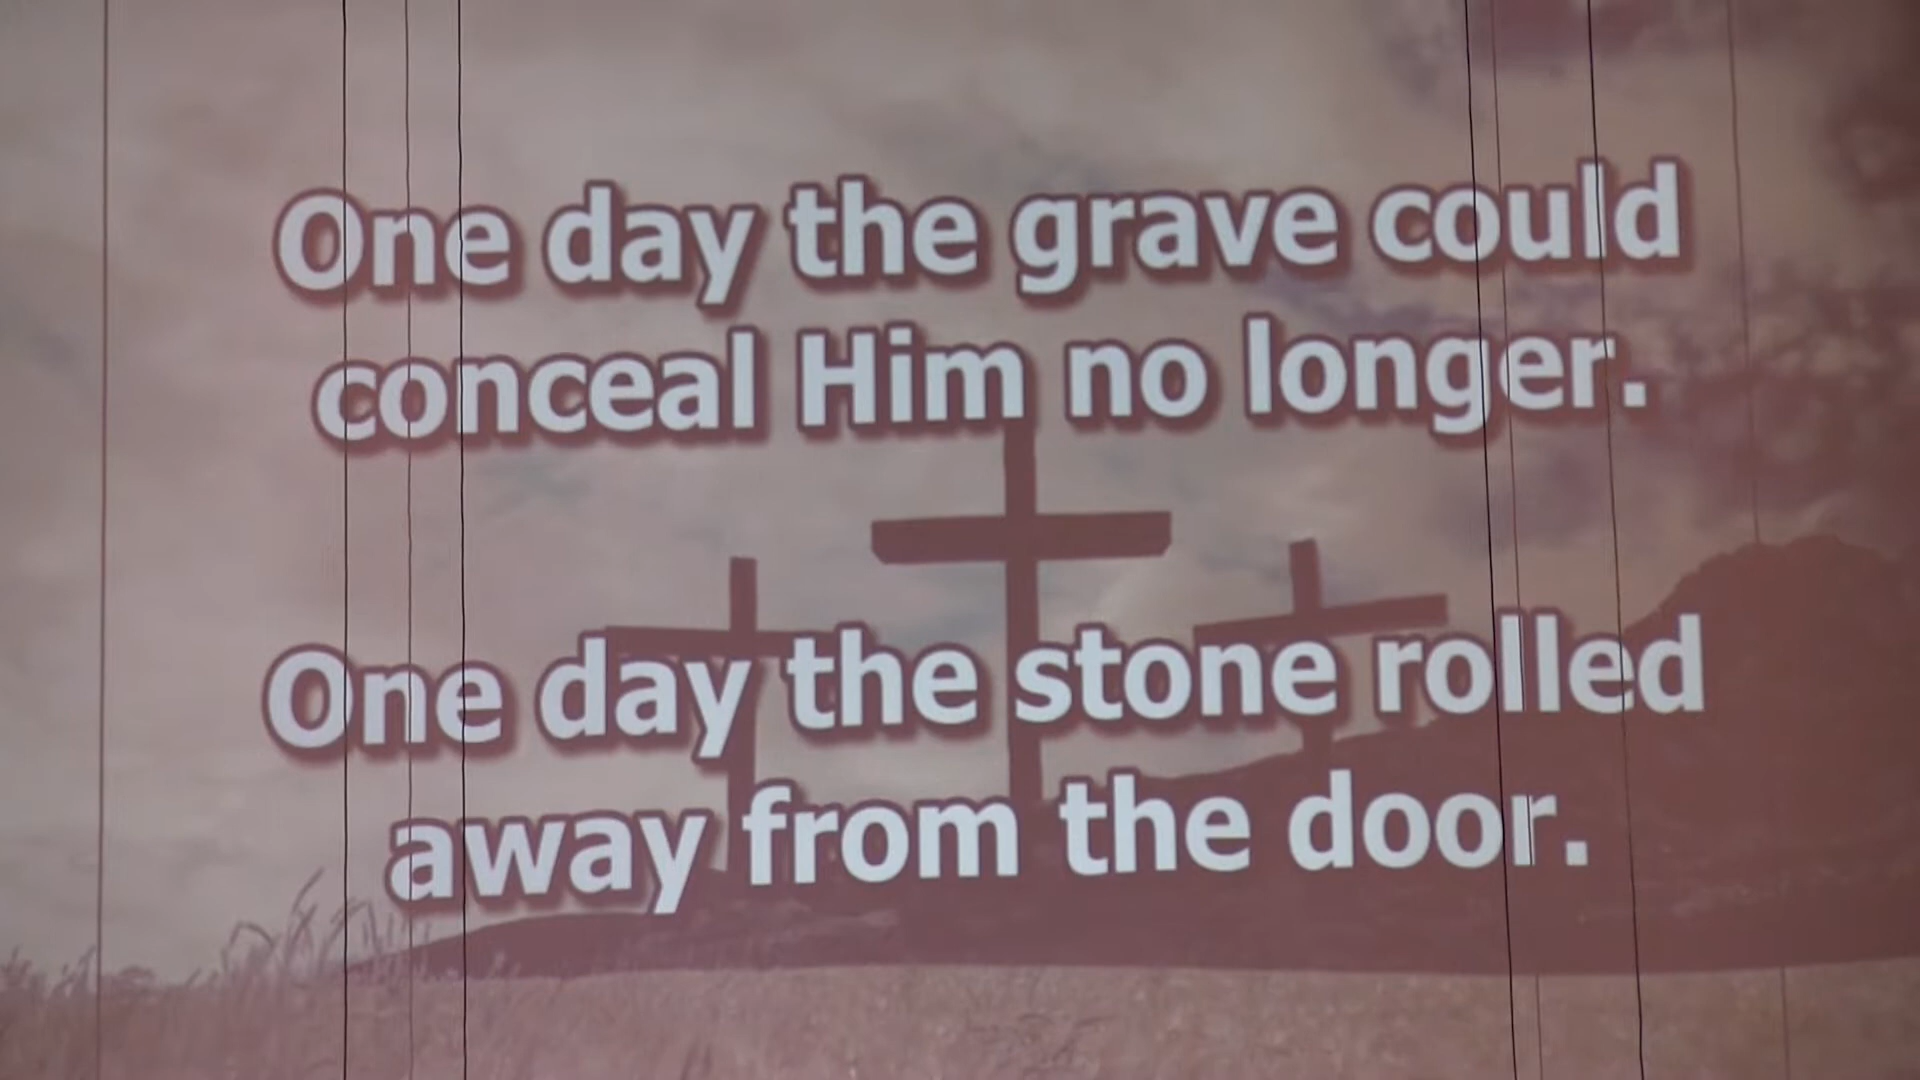 One day the grave could
conceal Him no longer.
One day the stone rolled
away from the door.